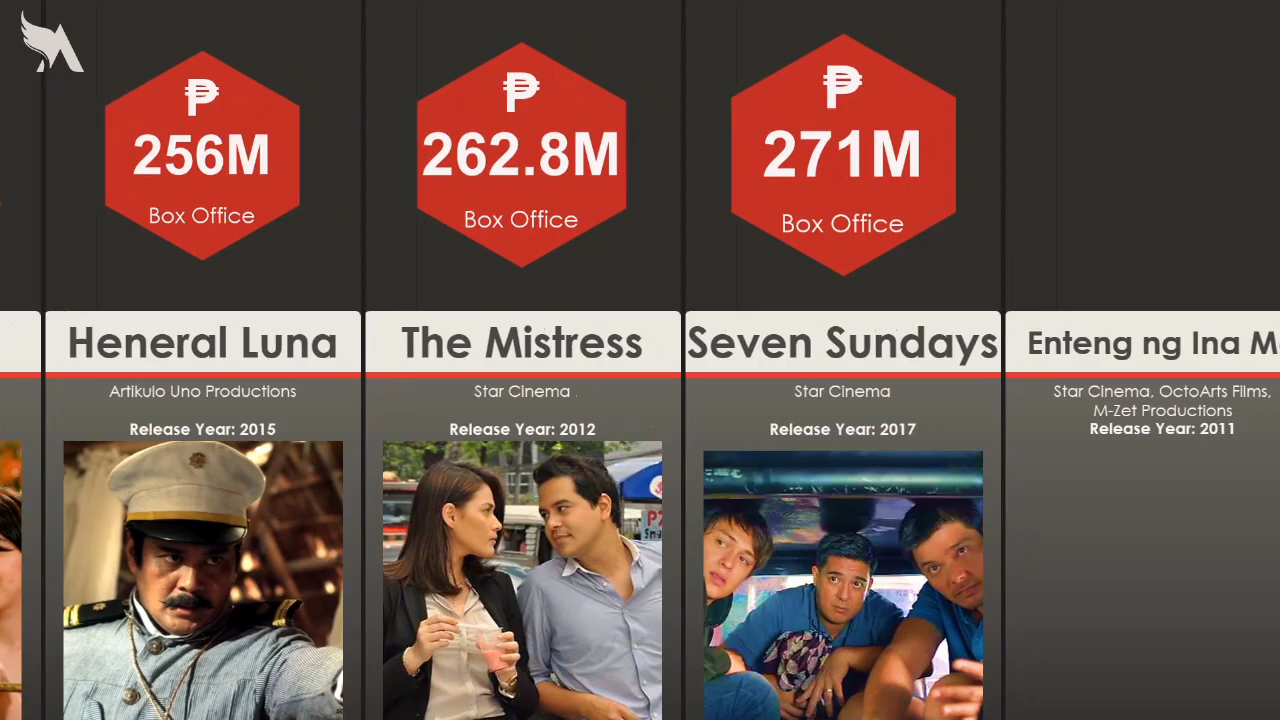 ₱
256M
Box Office
Heneral Luna
Artikulo Uno Productions
Release Year: 2015
₱
262.8M
Box Office
The Mistress
Star Cinema
Release Year: 2012
₱
271M
Box Office
Seven Sundays
Star Cinema
Release Year: 2017
Enteng ng Ina
Star Cinema, OctoArts Films,
M-Zet Productions
Release Year: 2011